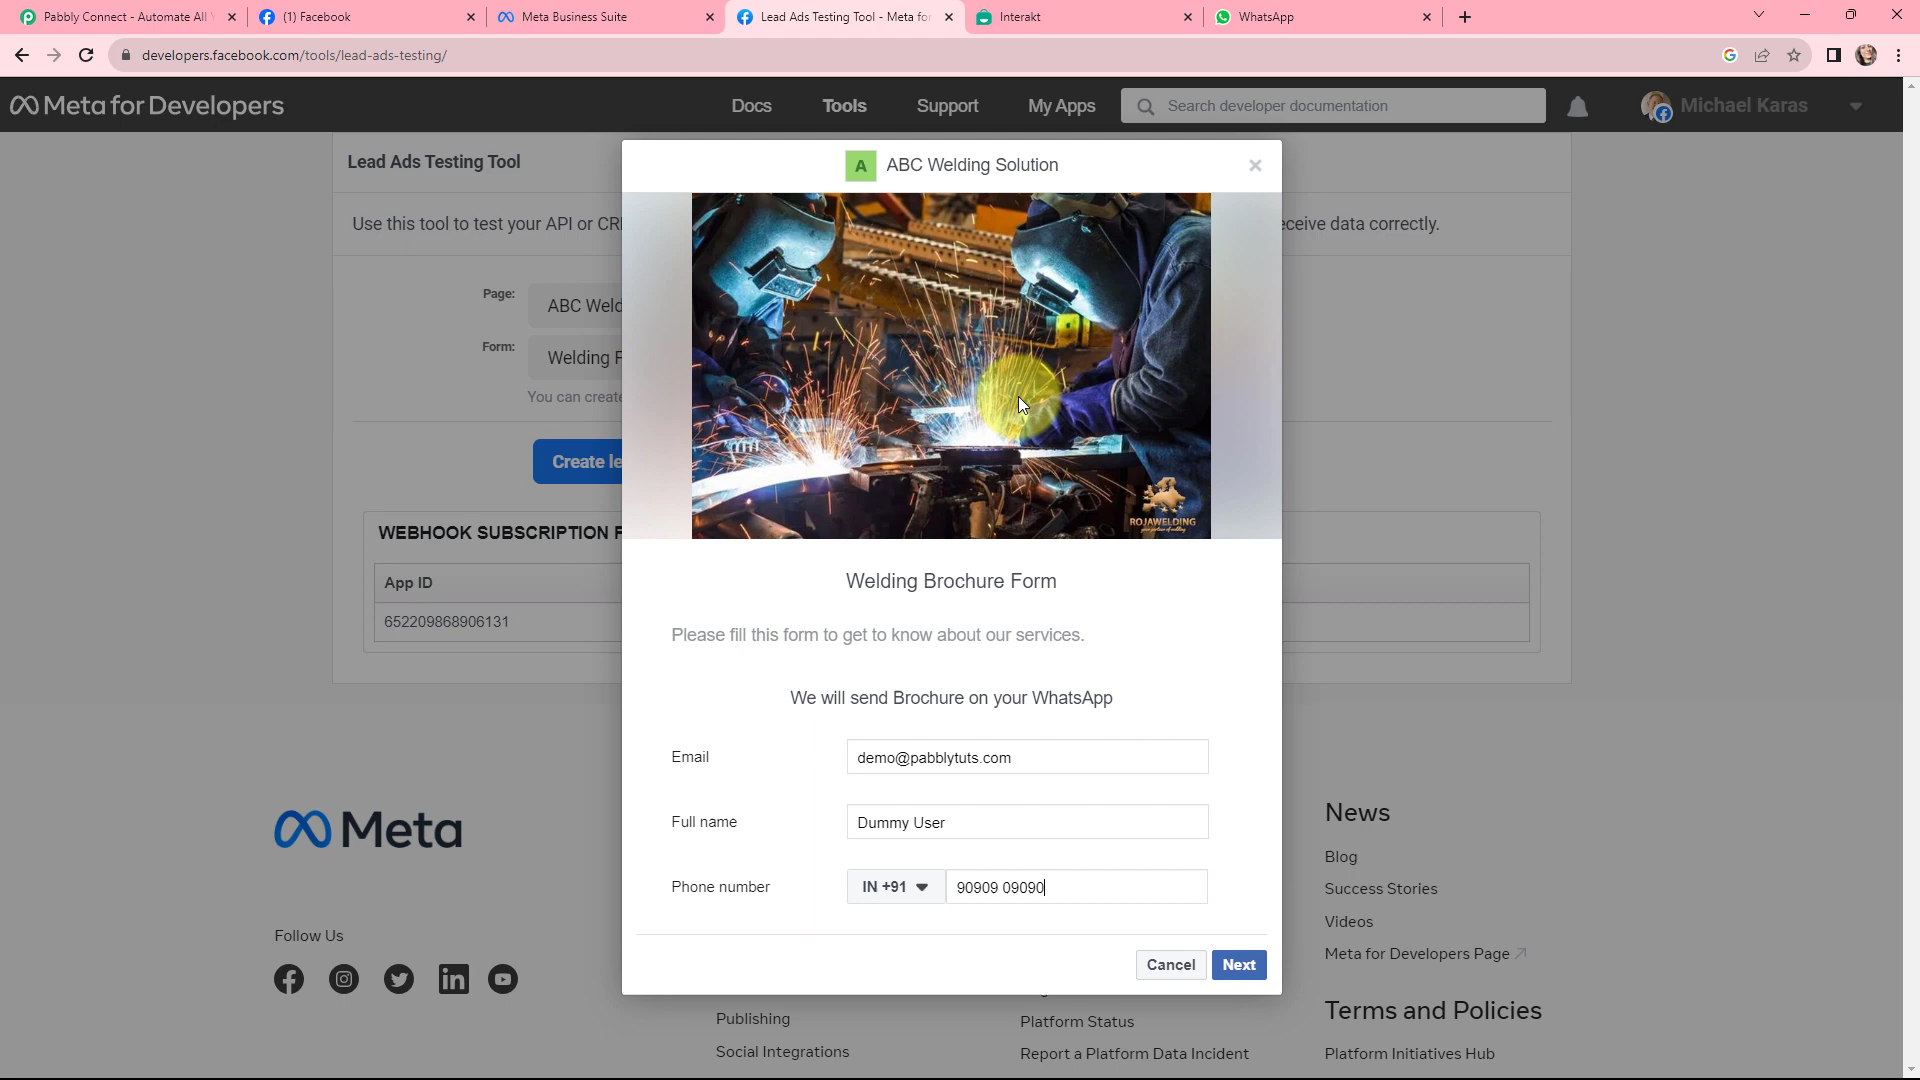 Pabbly Connect - Automate All
(1) Facebook
Meta Business Suite
Lead Ads Testing Tool - Meta for
Interakt
WhatsApp
developers.facebook.com/tools/lead-ads-testing/
Meta for Developers
Docs
Tools
Support
My Apps
Search developer documentation
Michael Karas
Lead Ads Testing Tool
A
ABC Welding Solution
Use this tool to test your API or CR
eceive data correctly.
Page:
ABC Weld
Form:
Welding F
You can create
Create le
ROJAWELDING
WEBHOOK SUBSCRIPTION F
App ID
652209868906131
Welding Brochure Form
Please fill this form to get to know about our services.
We will send Brochure on your WhatsApp
Email
demo@pabblytuts.com
Full name
Dummy User
Phone number
IN +91
90909 09090
Cancel
Next
Meta
Follow Us
Publishing
Social Integrations
Platform Status
Report a Platform Data Incident
News
Blog
Success Stories
Videos
Meta for Developers Page
Terms and Policies
Platform Initiatives Hub